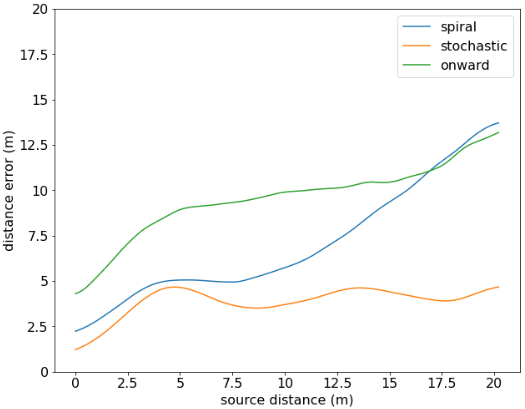 20
17.5
15
12.5
10
7.5
5
2.5
0
distance error (m)
spiral
stochastic
onward
0 2.5 5 7.5 10 12.5 15 17.5 20
source distance (m)